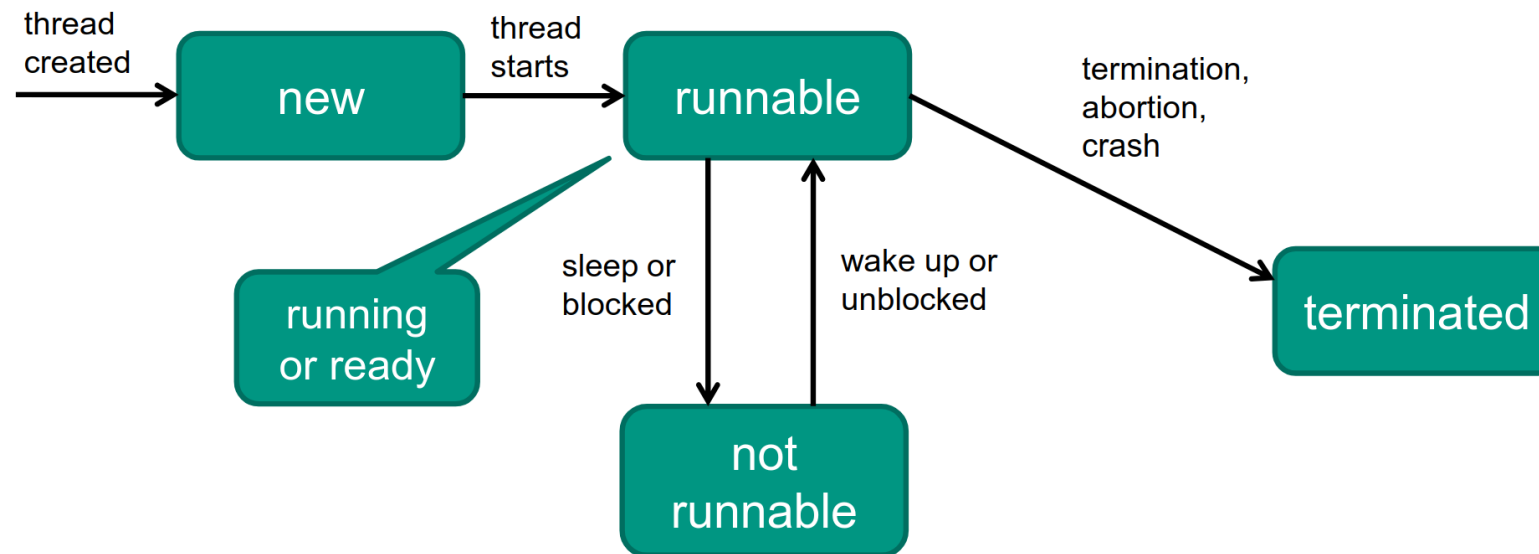 thread
created
new
thread
starts
runnable
termination,
abortion,
crash
running
or ready
sleep or
blocked
wake up or
unblocked
terminated
not
runnable